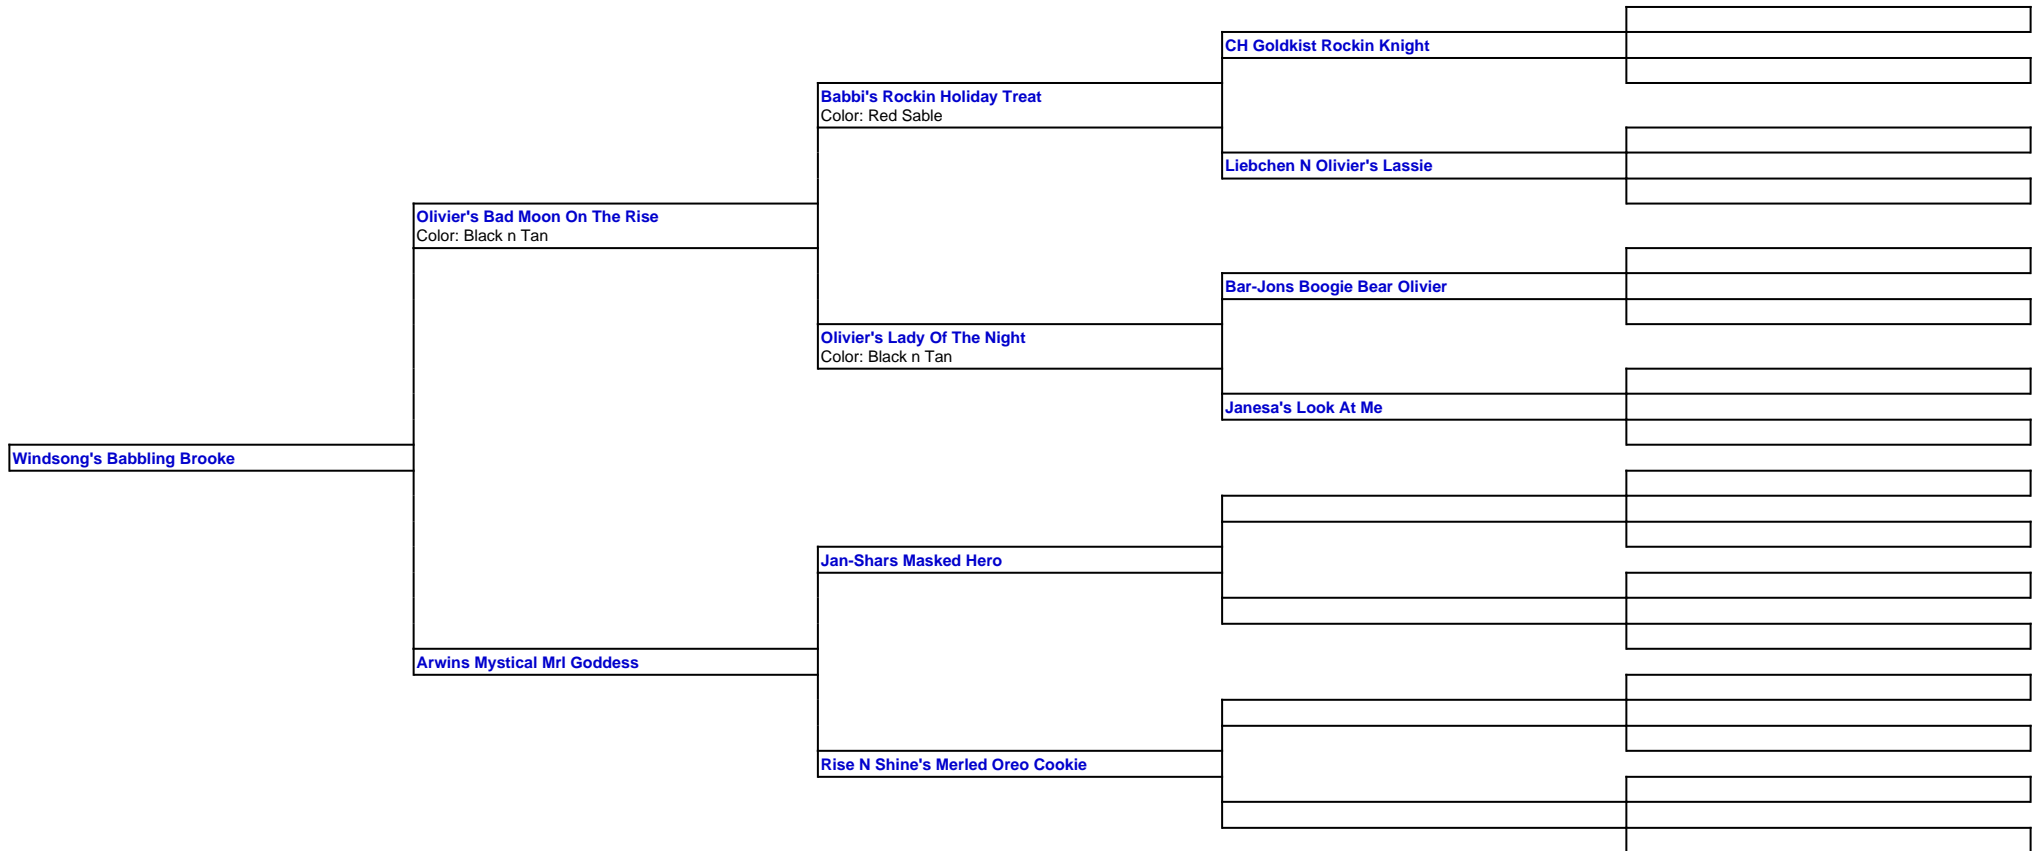 CH Goldkist Rockin Knight
Babbi's Rockin Holiday Treat
Color: Red Sable
Liebchen N Olivier's Lassie
Olivier's Bad Moon On The Rise
Color: Black n Tan
Bar-Jons Boogie Bear Olivier
Olivier's Lady Of The Night
Color: Black n Tan
Janesa's Look At Me
Windsong's Babbling Brooke
Jan-Shars Masked Hero
Arwins Mystical Mrl Goddess
Rise N Shine's Merled Oreo Cookie